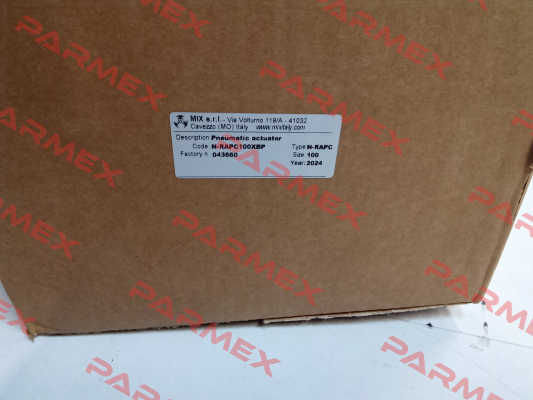 MIX s.r.l. - Via Volturno 119/A - 41032
Cavezzo (MO) Italy www.mixitaly.com
Description Pneumatic actuator
Code N-RAPC100XBP Type N-RAPC
Factory n 043660 Size 100
Year 2024
PARMEX
PARMEX
PARMEX
PARMEX
PARMEX
PARMEX
PARMEX
PARMEX
PARMEX